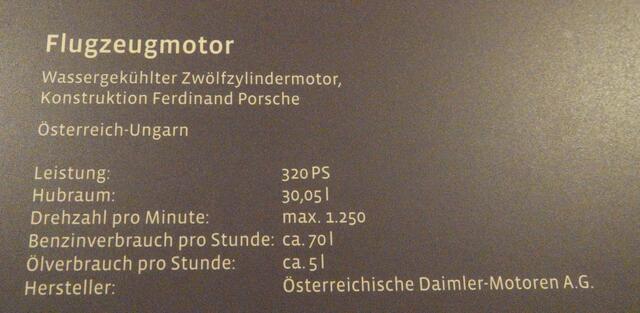 Flugzeugmotor
Wassergekühlter Zwölfzylindermotor,
Konstruktion Ferdinand Porsche
Österreich-Ungarn
Leistung: 320 PS
Hubraum: 30,05 l
Drehzahl pro Minute: max. 1.250
Benzinverbrauch pro Stunde: ca. 70 l
Ölverbrauch pro Stunde: ca. 5 l
Hersteller: Österreichische Daimler-Motoren A.G.